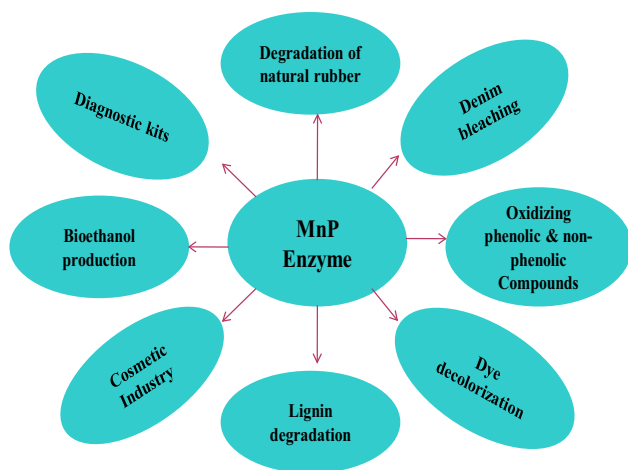 Degradation of
natural rubber
Denim
bleaching
Diagnostic kits
Oxidizing
phenolic & non-
phenolic
Compounds
MnP
Enzyme
Bioethanol
production
Dye
decolorization
Cosmetic
Industry
Lignin
degradation